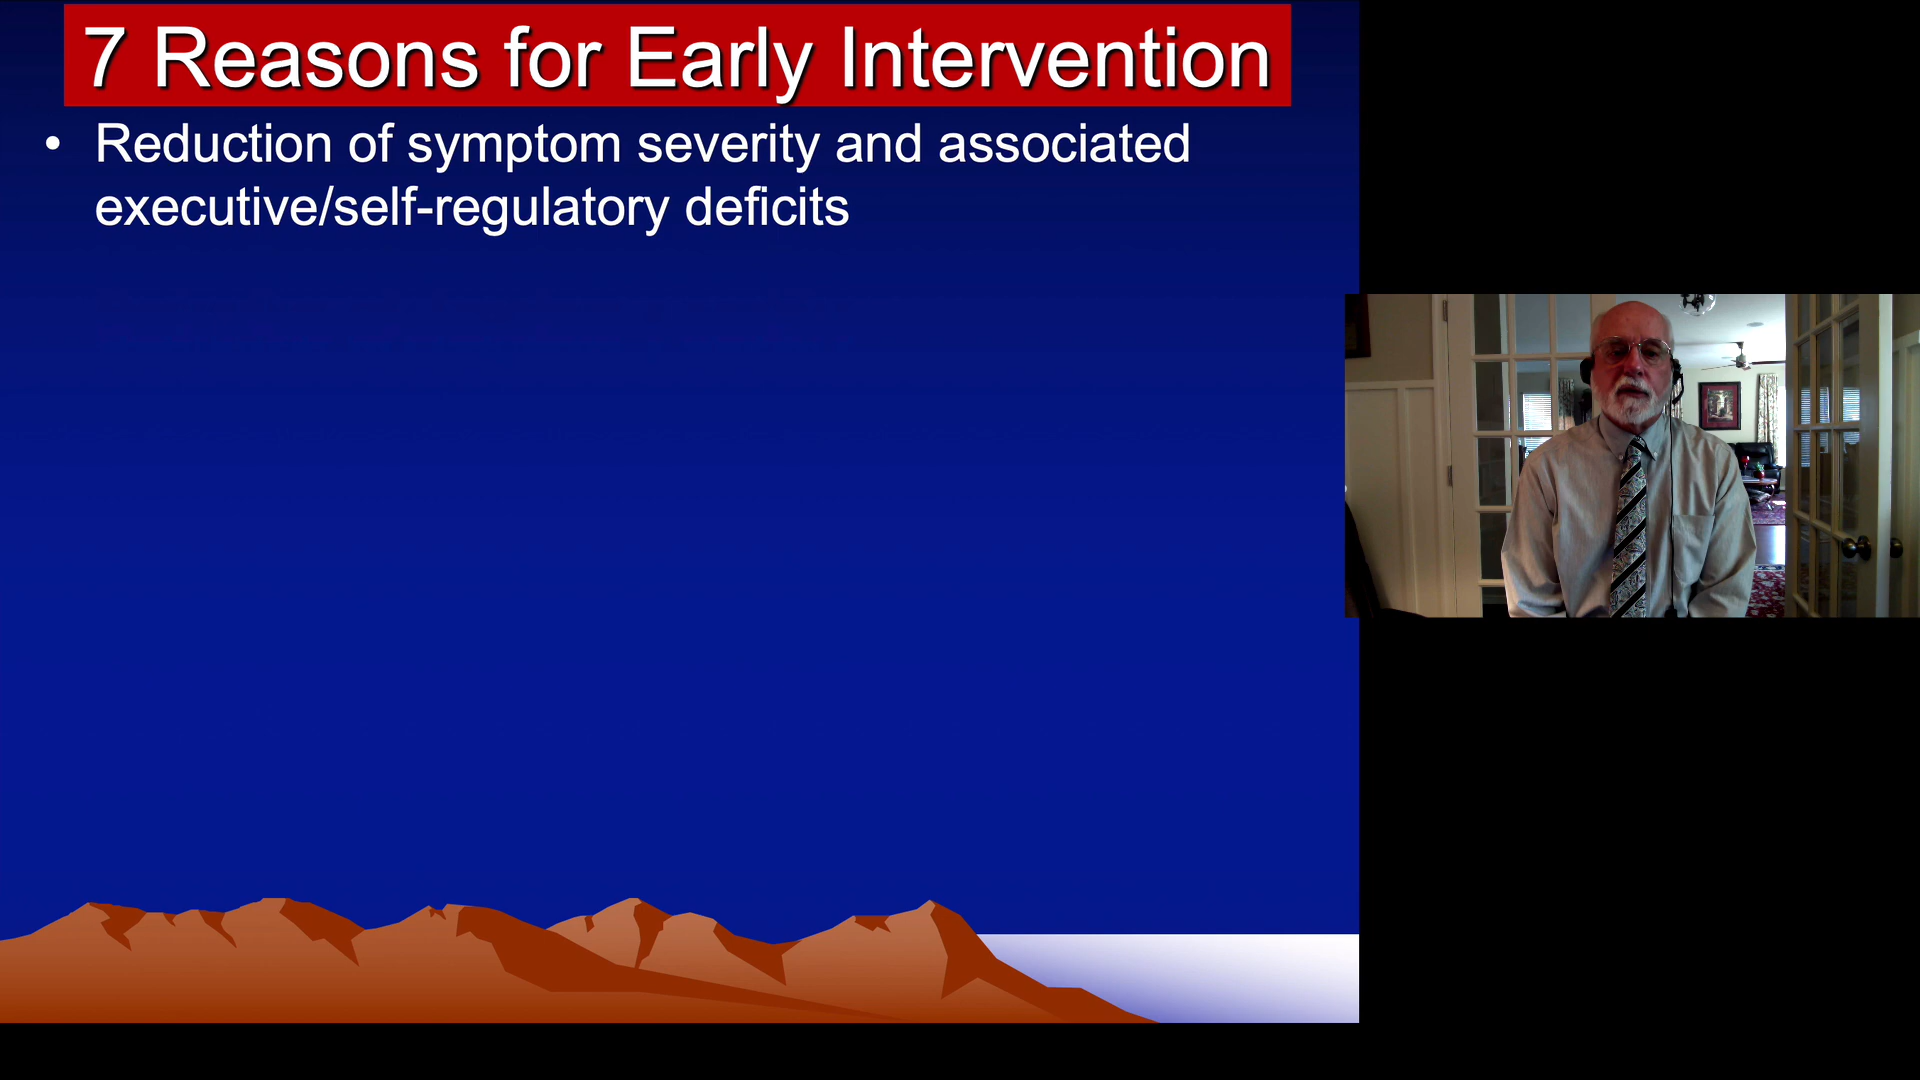 7 Reasons for Early Intervention
• Reduction of symptom severity and associated
executive/self-regulatory deficits